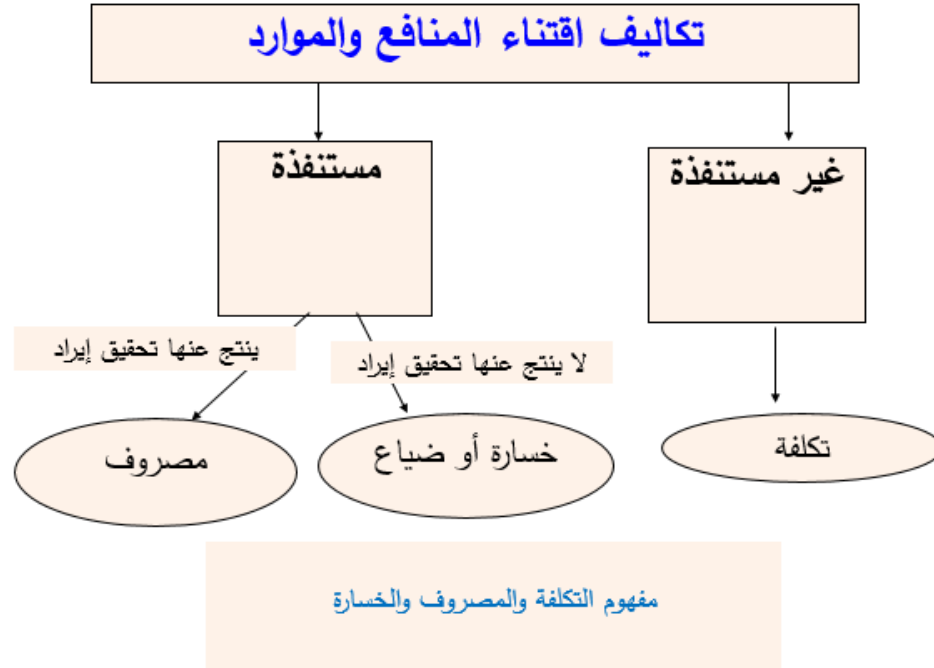 تكاليف اقتناء المنافع والموارد
غير مستنفذة
مستنفذة
ينتج عنها تحقيق إيراد
لا ينتج عنها تحقيق إيراد
تكلفة
خسارة أو ضياع
مصروف
مفهوم التكلفة والمصروف والخسارة